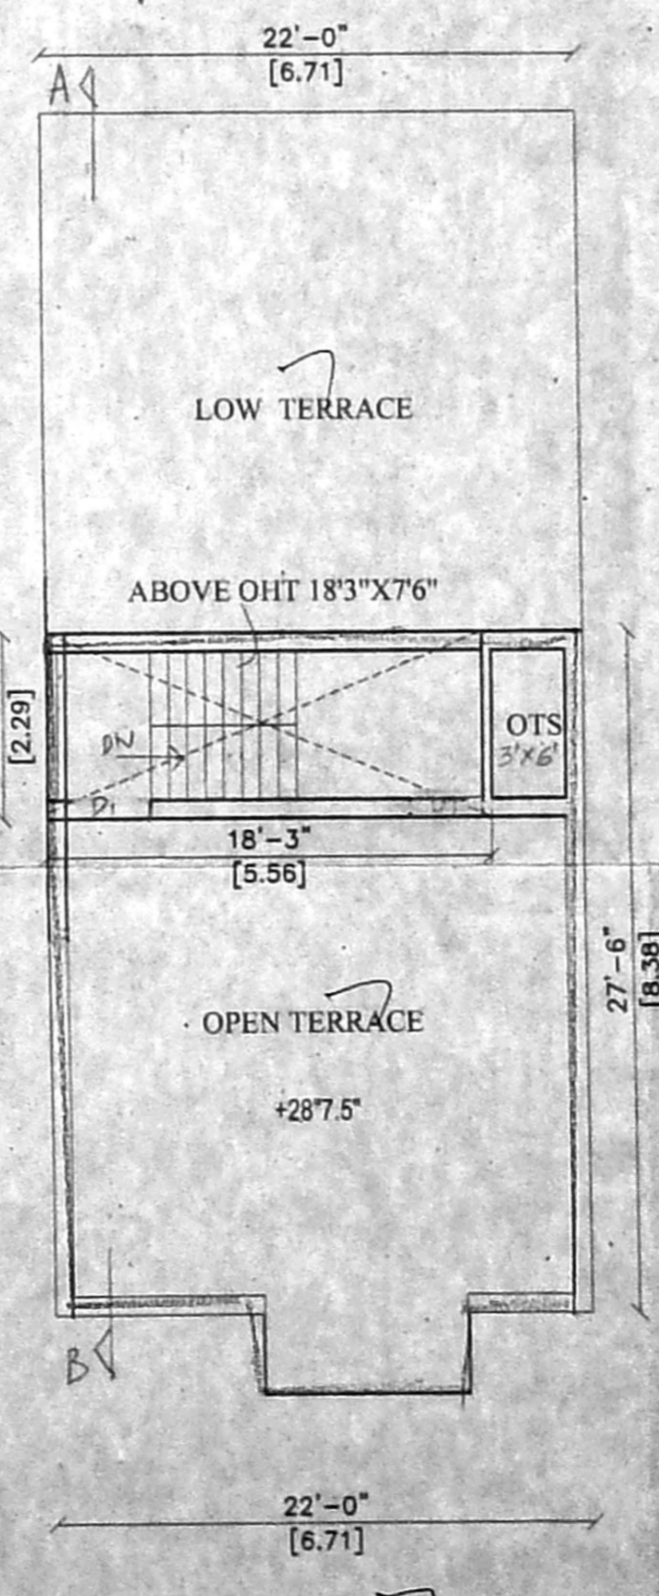 22'-0"
[6.71]
A
LOW TERRACE
ABOVE OHT 18'3"X7'6"
[2.29]
DN
OTS
3'X6'
D1
18'-3"
[5.56]
27'-6"
[8.38]
OPEN TERRACE
+28"7.5"
B
22'-0"
[6.71]